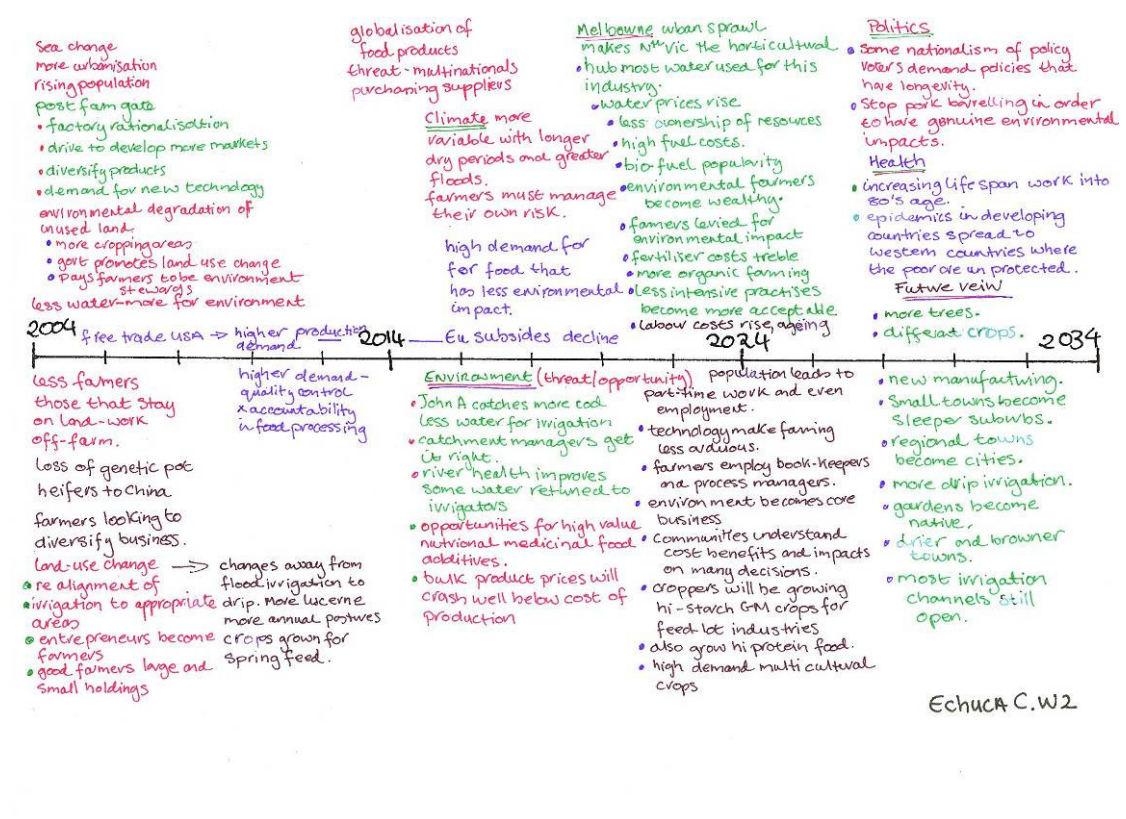 Sea change
more urbanisation
rising population
post farm gate
• factory rationalisation
• drive to develop more markets
• diversify products
• demand for new technology
environmental degradation of
unused land.
• more cropping areas
• govt promotes land use change
• pays farmers to be environment
stewards
less water-more for environment
globalisation of
food products
threat-multinationals
purchasing suppliers
Climate more
variable with longer
dry periods and greater
floods.
farmers must manage
their own risk.
high demand for
for food that
has less environmental
impact.
Melbourne urban sprawl
makes Nth Vic the horticultural
• hub most water used for this
industry.
• water prices rise
• less ownership of resources
• high fuel costs.
• bio-fuel popularity
• environmental farmers
become wealthy.
• famers levied for
environmental impact
• fertiliser costs treble
• more organic farming
• less intensive practises
become more acceptable
• labour costs rise, ageing
Politics
• some nationalism of policy
voters demand policies that
have longevity.
• Stop pork barrelling in order
to have genuine environmental
impacts.
Health
• increasing life span work into
80's age.
• epidemics in developing
countries spread to
western countries where
the poor are un protected.
Future veiw
• more trees.
• different crops.
2004 free trade USA → higher production
demand
2014 Eu subsides decline
2024
2034
less farmers
those that stay
on land-work
off-farm.
loss of genetic pot
heifers to China
farmers looking to
diversify business.
land-use change →
• re alignment of
• irrigation to appropriate
areas
• entrepreneurs become
farmers
• good farmers large and
small holdings
higher demand-
quality control
x accountability
in food processing
changes away from
flood irrigation to
drip. More lucerne
more annual pastures
crops grown for
spring feed.
Environment (threat/opportunity)
• John A catches more cod
less water for irrigation
• catchment managers get
it right.
• river health improves
some water returned to
irrigators
• opportunities for high value
nutrional medicinal food
additives.
• bulk product prices will
crash well below cost of
production
population leads to
part-time work and even
employment.
• technology make faming
less arduous.
• farmers employ book-keepers
and process managers.
• environment becomes core
business
• communities understand
cost benefits and impacts
on many decisions.
• croppers will be growing
hi-starch GM crops for
feed-lot industries
• also grow hi protein food.
• high demand multi cultural
crops
• new manufacturing.
• Small towns become
sleeper suburbs.
• regional towns
become cities.
• more drip irrigation.
• gardens become
native.
• drier and browner
towns.
• most irrigation
channels still
open.
Echuca C.W2